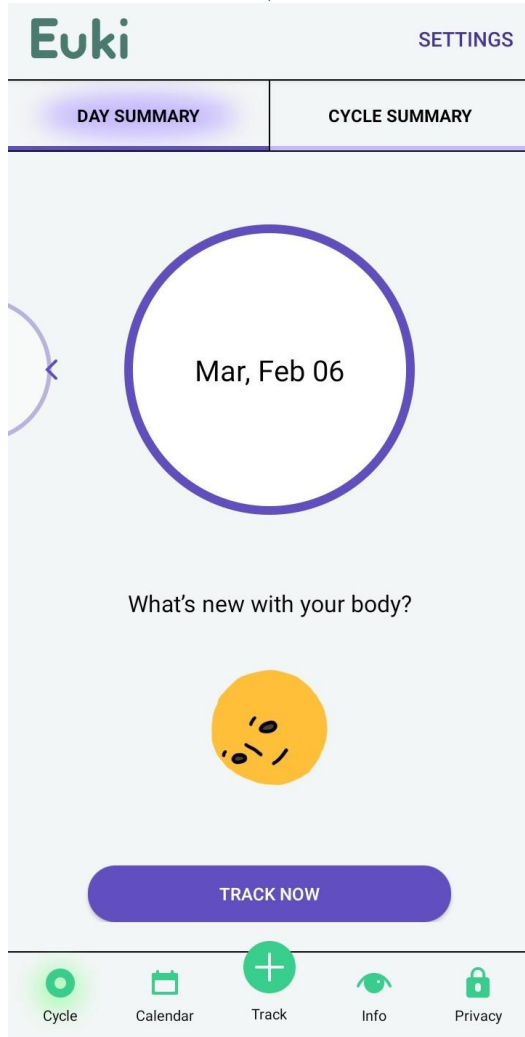 Euki
SETTINGS
DAY SUMMARY
CYCLE SUMMARY
Mar, Feb 06
What's new with your body?
TRACK NOW
Cycle
Calendar
Track
Info
Privacy